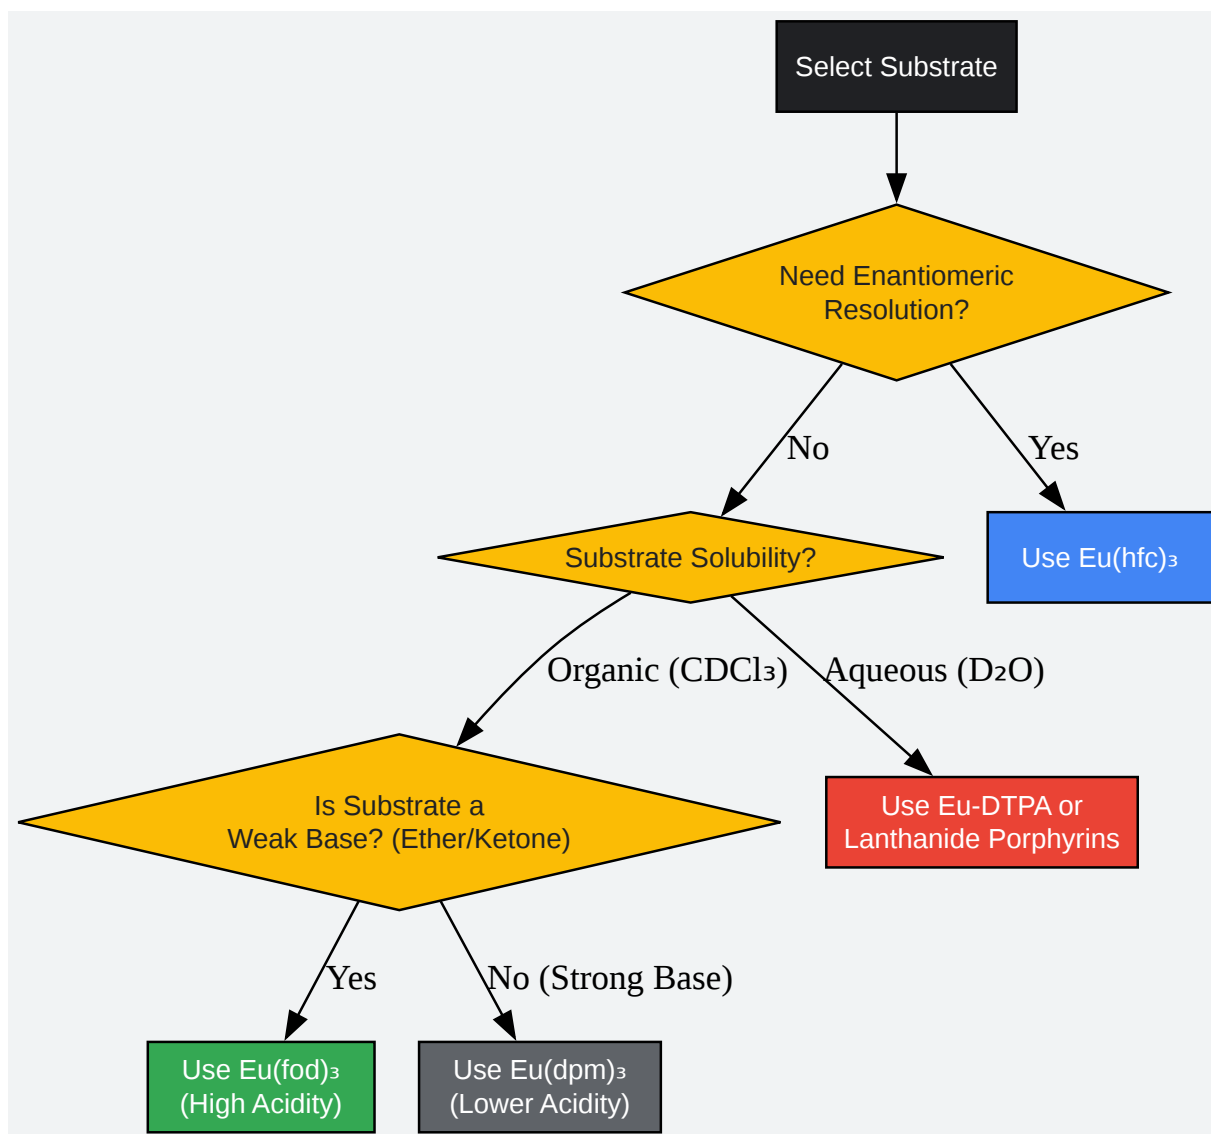 Select Substrate
Need Enantiomeric
Resolution?
No
Yes
Substrate Solubility?
Use Eu(hfc)₃
Organic (CDCl₃)
Aqueous (D₂O)
Is Substrate a
Weak Base? (Ether/Ketone)
Use Eu-DTPA or
Lanthanide Porphyrins
Yes
No (Strong Base)
Use Eu(fod)₃
(High Acidity)
Use Eu(dpm)₃
(Lower Acidity)